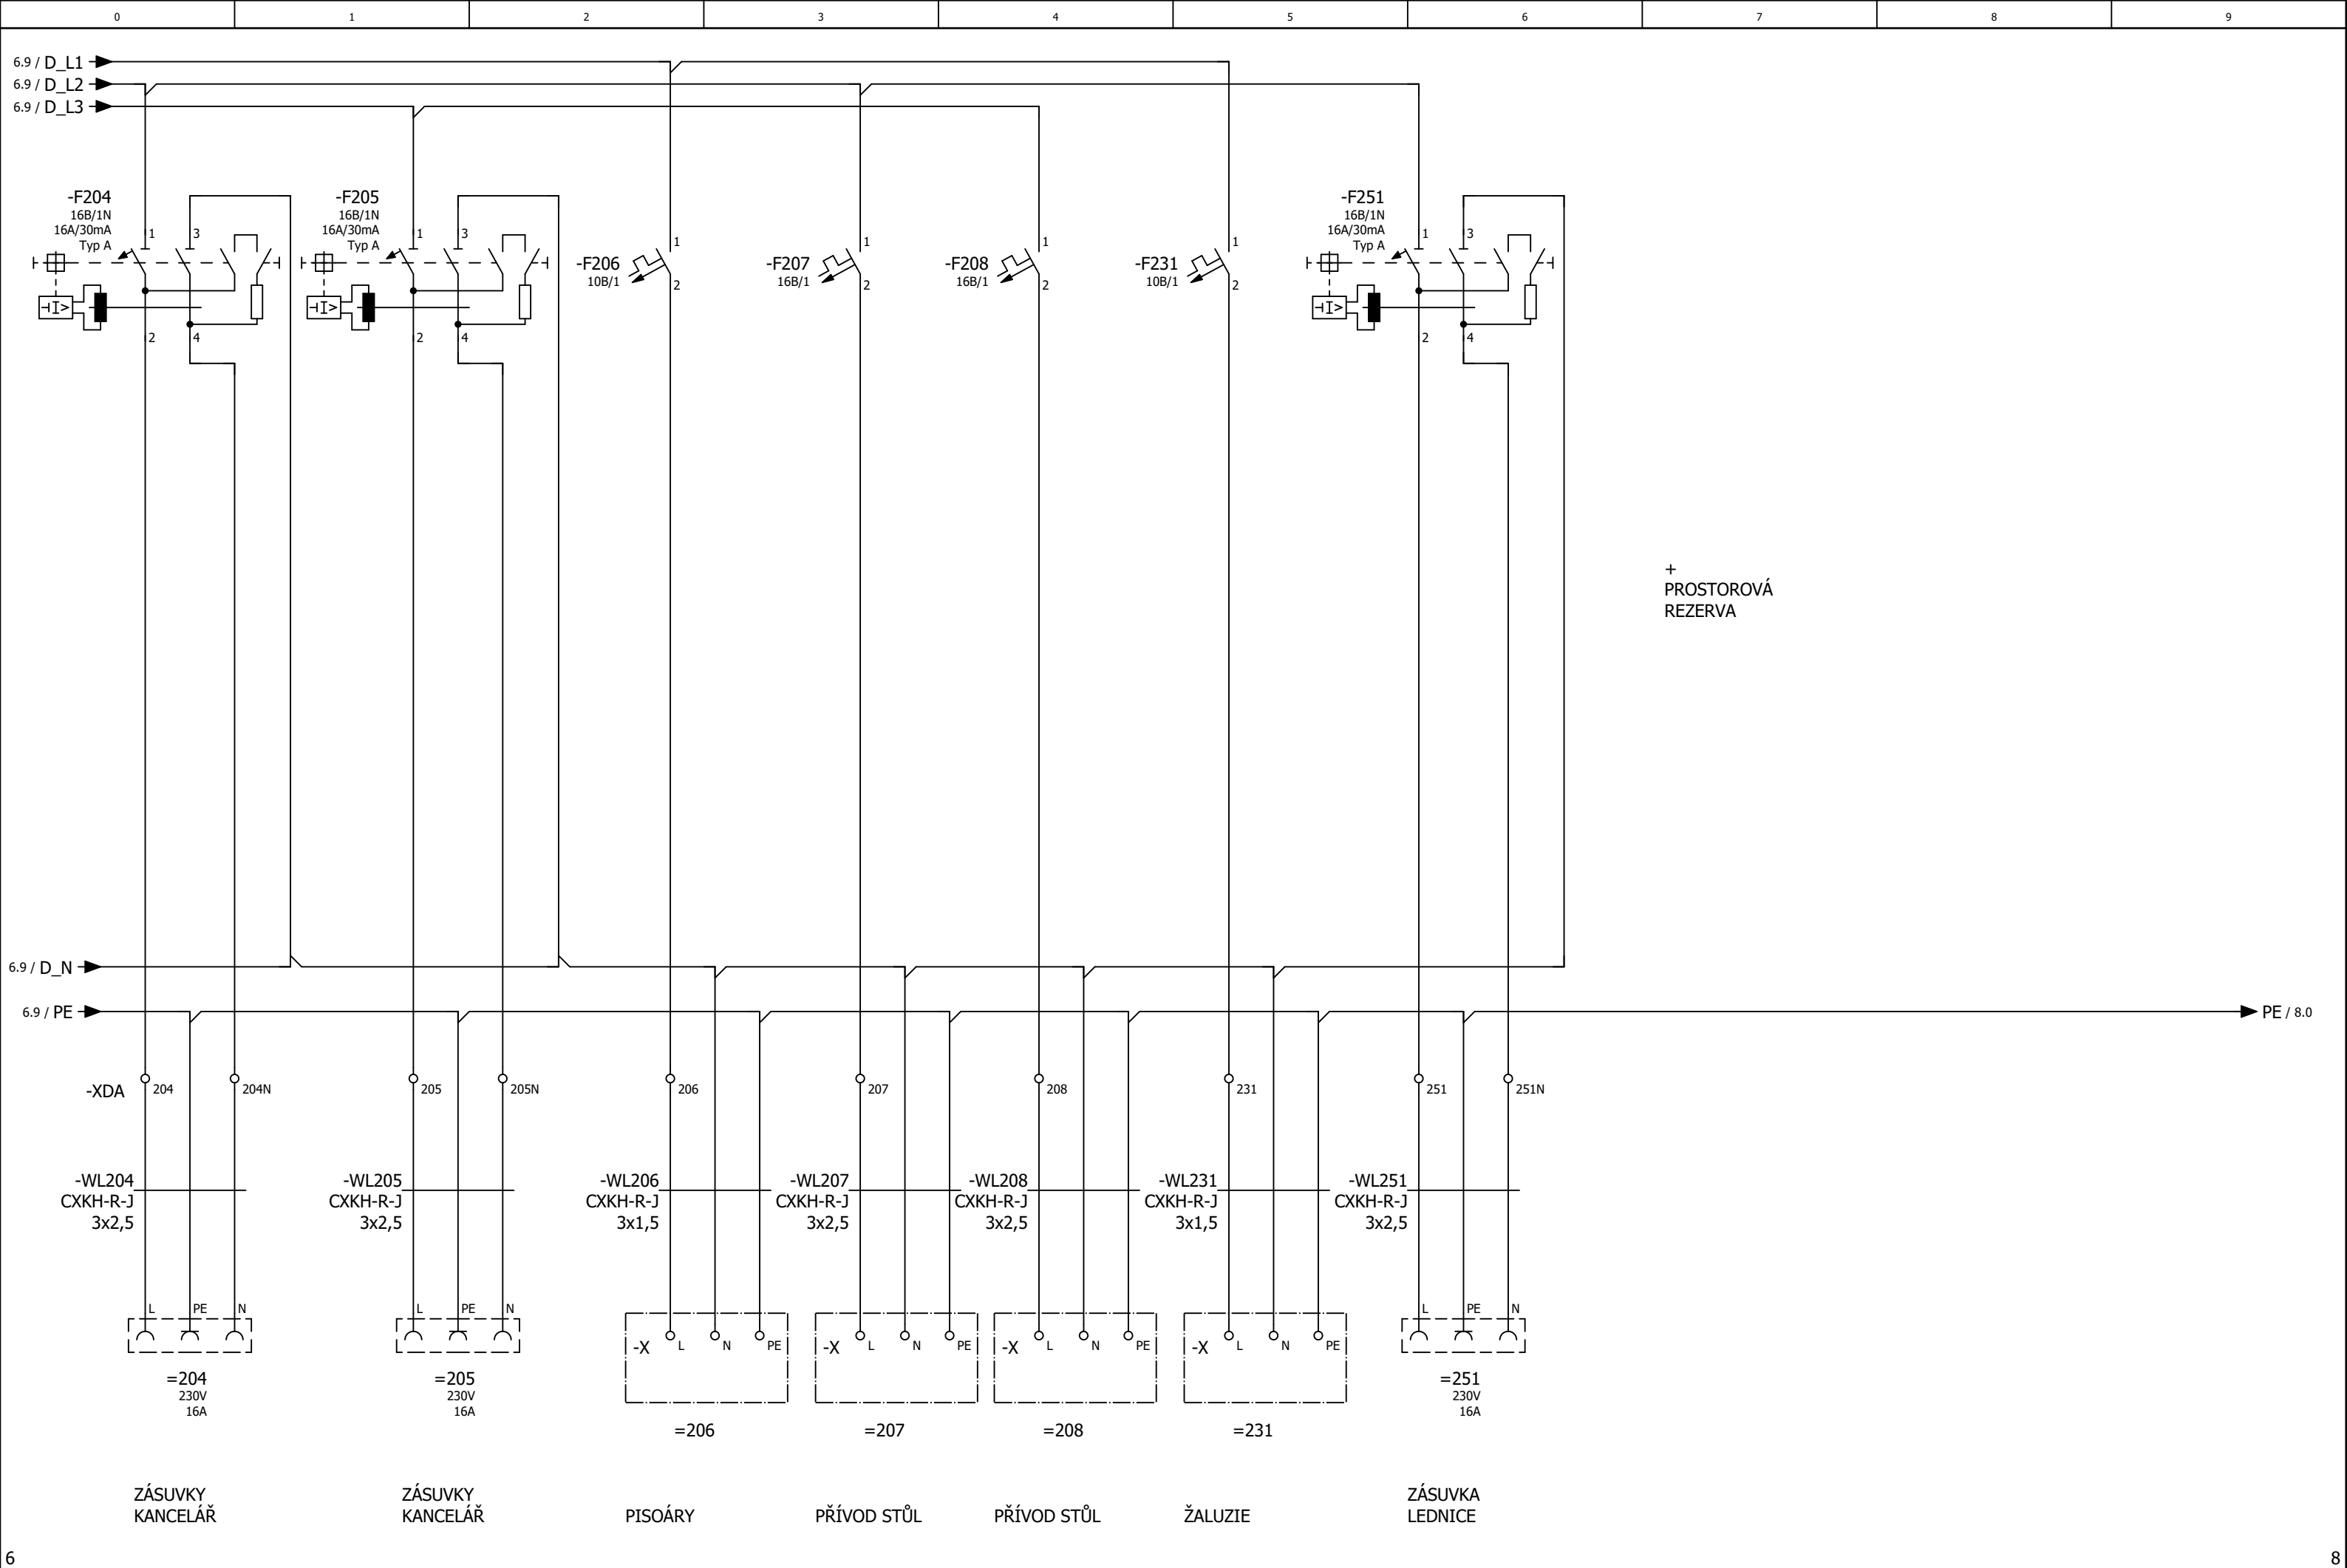 0 1 2 3 4 5 6 7 8 9
6.9 / D_L1
6.9 / D_L2
6.9 / D_L3
-F204
16B/1N
16A/30mA
Typ A
1 3
2 4
-F205
16B/1N
16A/30mA
Typ A
1 3
2 4
-F206
10B/1
1
2
-F207
16B/1
1
2
-F208
16B/1
1
2
-F231
10B/1
1
2
-F251
16B/1N
16A/30mA
Typ A
1 3
2 4
I> I> I>
+
PROSTOROVÁ
REZERVA
6.9 / D_N
6.9 / PE
PE / 8.0
-XDA 204 204N 205 205N 206 207 208 231 251 251N
-WL204
CXKH-R-J
3x2,5
-WL205
CXKH-R-J
3x2,5
-WL206
CXKH-R-J
3x1,5
-WL207
CXKH-R-J
3x2,5
-WL208
CXKH-R-J
3x2,5
-WL231
CXKH-R-J
3x1,5
-WL251
CXKH-R-J
3x2,5
L PE N
=204
230V
16A
L PE N
=205
230V
16A
-X L N PE
=206
-X L N PE
=207
-X L N PE
=208
-X L N PE
=231
L PE N
=251
230V
16A
ZÁSUVKY
KANCELÁŘ
ZÁSUVKY
KANCELÁŘ
PISOÁRY
PŘÍVOD STŮL
PŘÍVOD STŮL
ŽALUZIE
ZÁSUVKA
LEDNICE
6
8